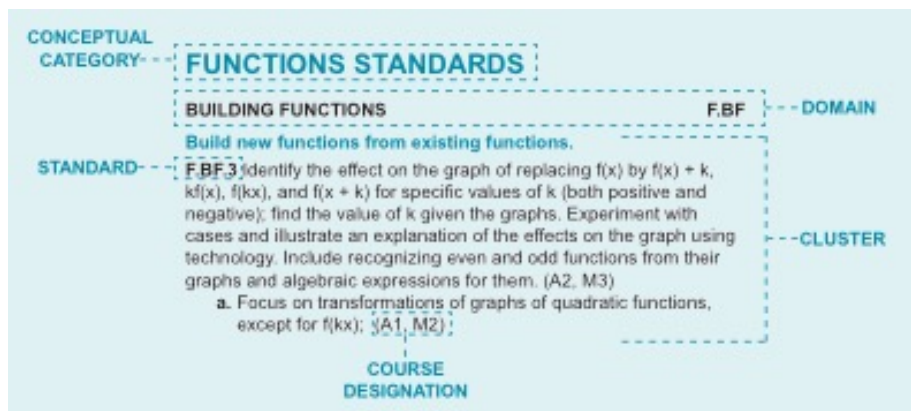 CONCEPTUAL
CATEGORY
FUNCTIONS STANDARDS
BUILDING FUNCTIONS F.BF
DOMAIN
Build new functions from existing functions.
STANDARD
F.BF.3 Identify the effect on the graph of replacing f(x) by f(x) + k,
kf(x), f(kx), and f(x + k) for specific values of k (both positive and
negative); find the value of k given the graphs. Experiment with
cases and illustrate an explanation of the effects on the graph using
technology. Include recognizing even and odd functions from their
graphs and algebraic expressions for them. (A2, M3)
CLUSTER
a. Focus on transformations of graphs of quadratic functions,
except for f(kx); (A1, M2)
COURSE
DESIGNATION